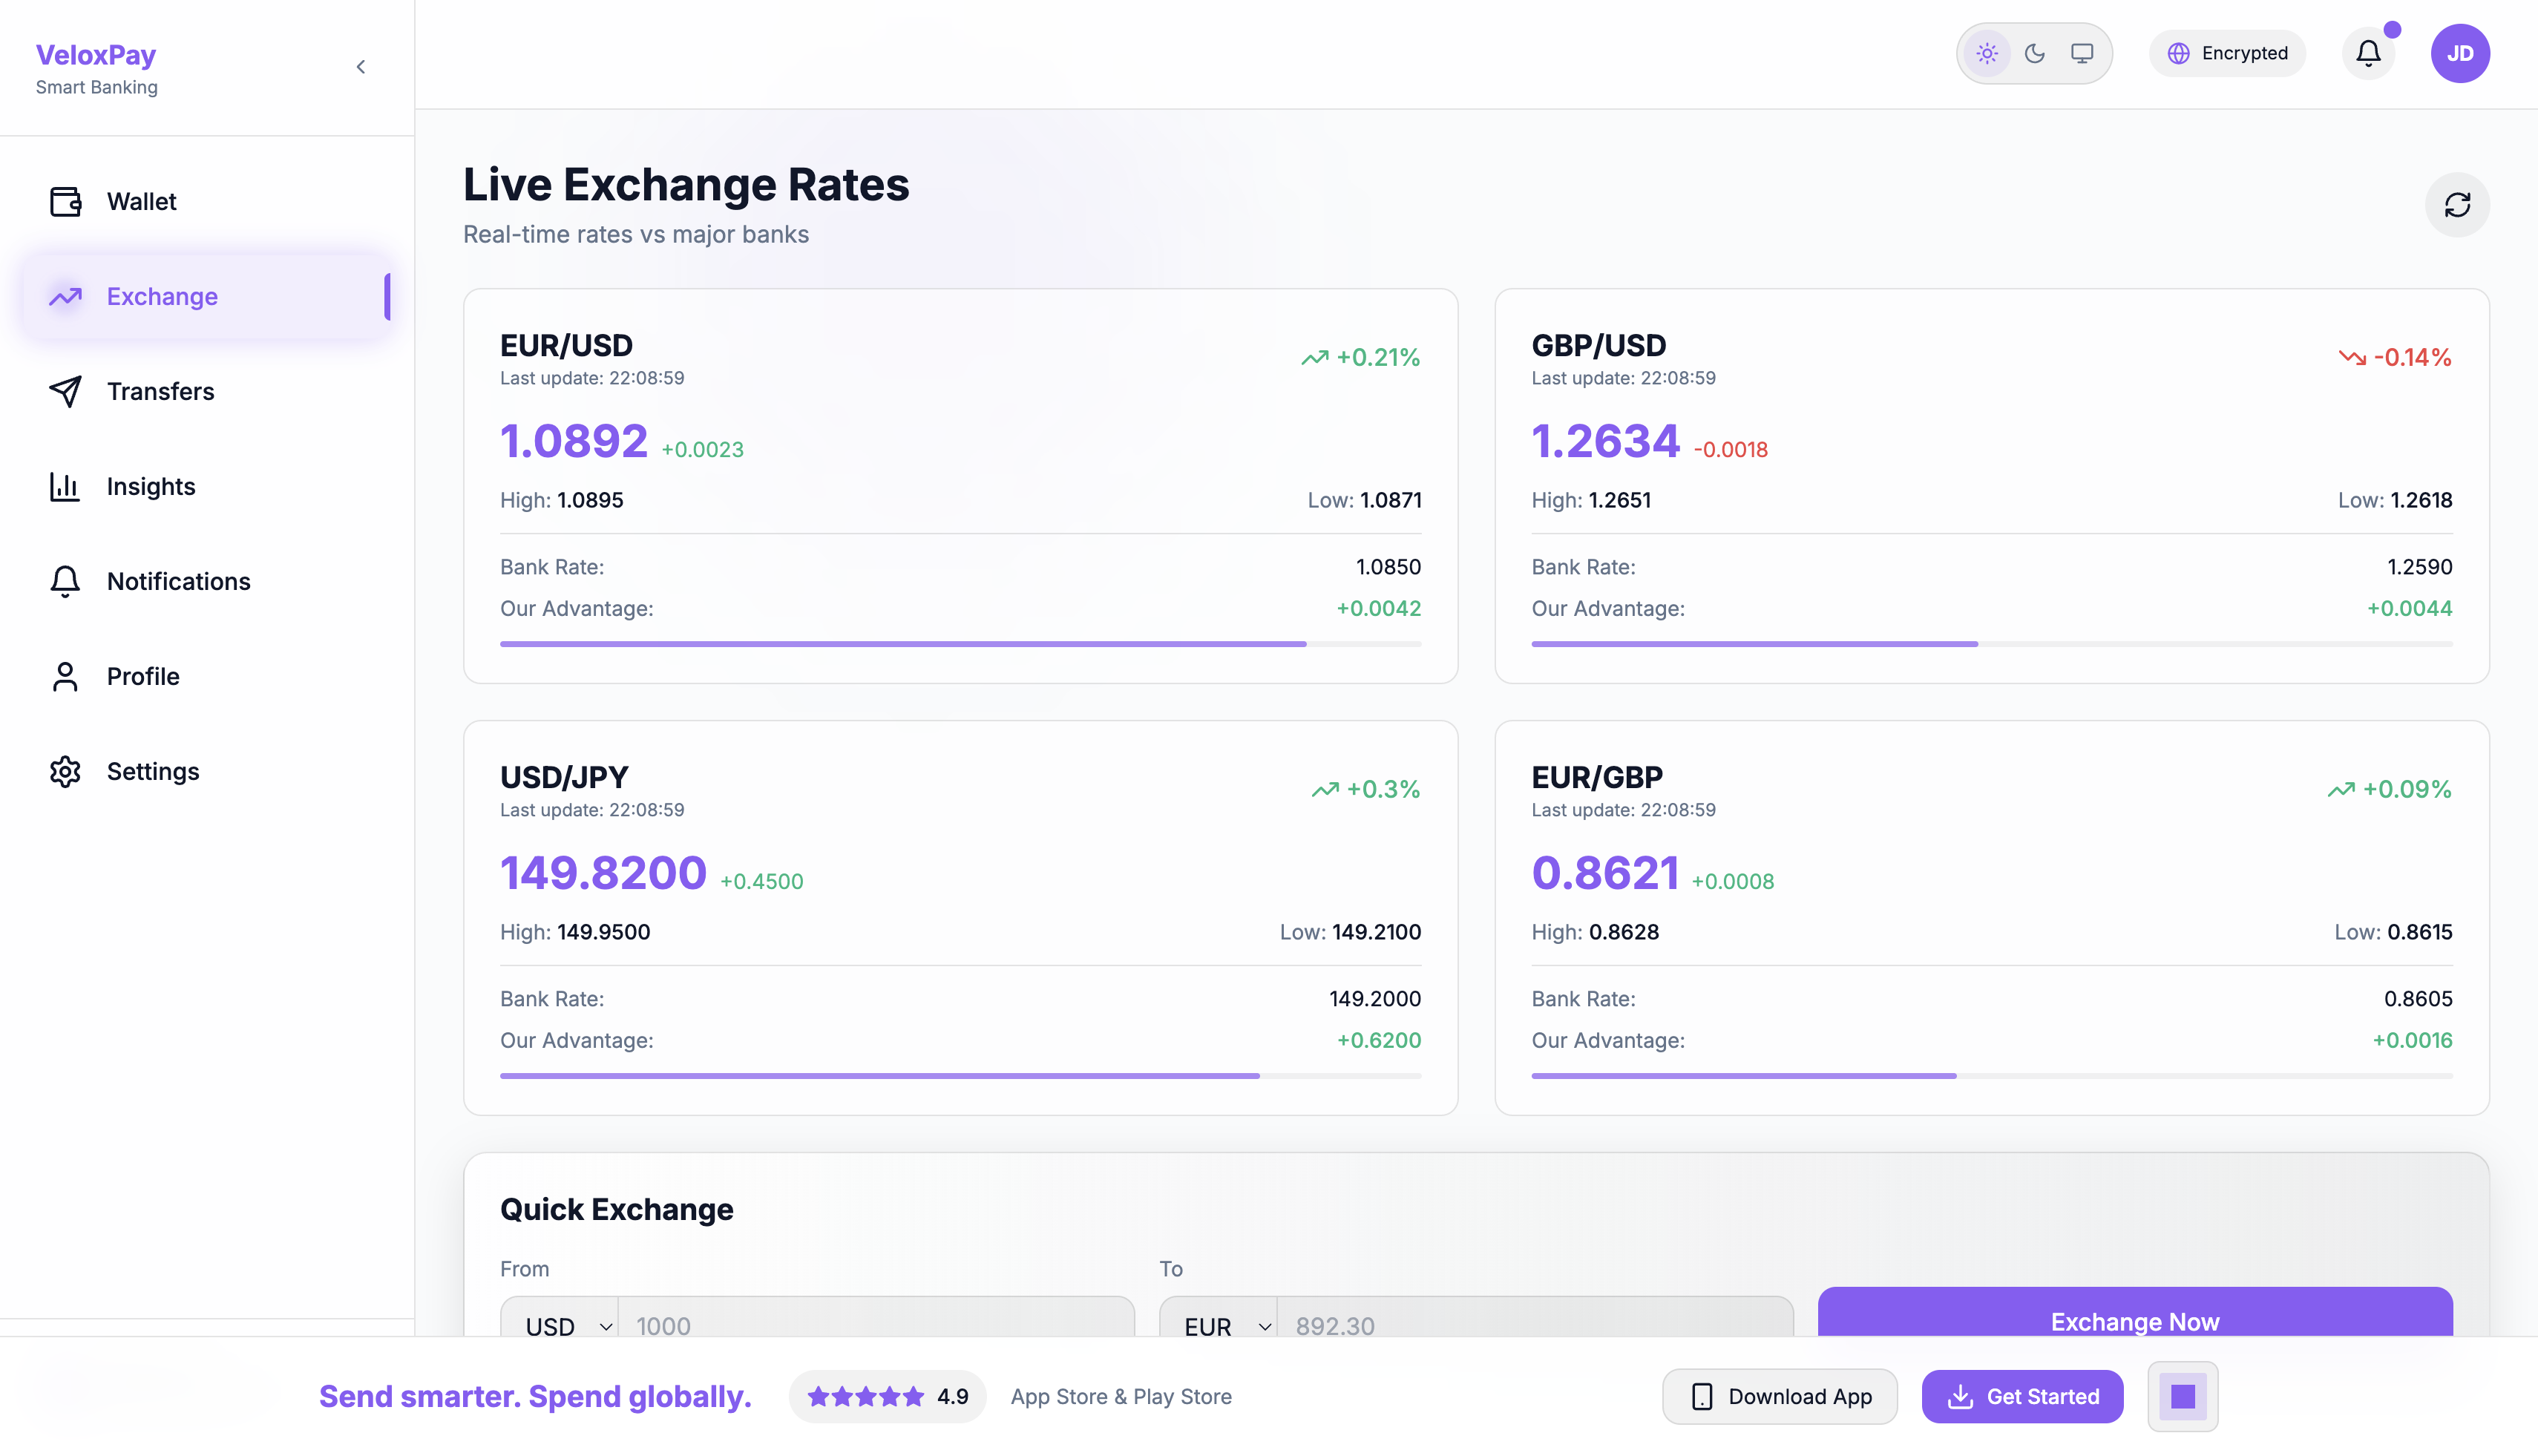 VeloxPay
Smart Banking
Wallet
Exchange
Transfers
Insights
Notifications
Profile
Settings
Encrypted
JD
Live Exchange Rates
Real-time rates vs major banks
EUR/USD
Last update: 22:08:59
+0.21%
1.0892 +0.0023
High: 1.0895 Low: 1.0871
Bank Rate: 1.0850
Our Advantage: +0.0042
GBP/USD
Last update: 22:08:59
-0.14%
1.2634 -0.0018
High: 1.2651 Low: 1.2618
Bank Rate: 1.2590
Our Advantage: +0.0044
USD/JPY
Last update: 22:08:59
+0.3%
149.8200 +0.4500
High: 149.9500 Low: 149.2100
Bank Rate: 149.2000
Our Advantage: +0.6200
EUR/GBP
Last update: 22:08:59
+0.09%
0.8621 +0.0008
High: 0.8628 Low: 0.8615
Bank Rate: 0.8605
Our Advantage: +0.0016
Quick Exchange
From
USD 1000
To
EUR 892.30
Exchange Now
Send smarter. Spend globally.
4.9
App Store & Play Store
Download App
Get Started